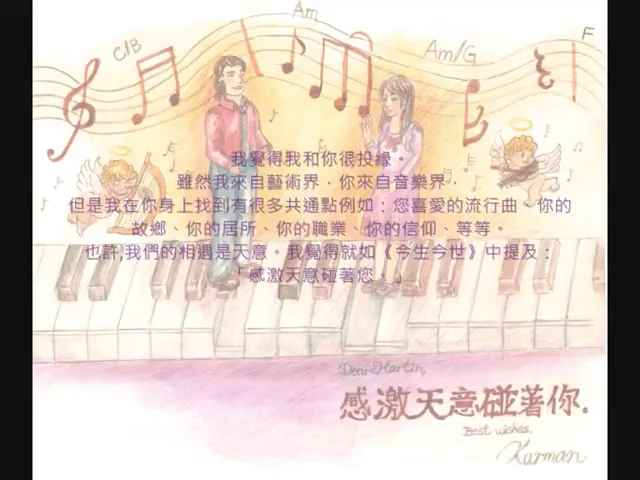 C/B
Am
Am/G
F
我覺得我和你很投緣。
雖然我來自藝術界，你來自音樂界，
但是我在你身上找到有很多共通點例如：您喜愛的流行曲、你的
故鄉、你的居所、你的職業、你的信仰、等等。
也許,我們的相遇是天意。我覺得就如《今生今世》中提及：
「感激天意碰著您。」
Dear Martin,
感激天意碰著你.
Best wishes.
Karman